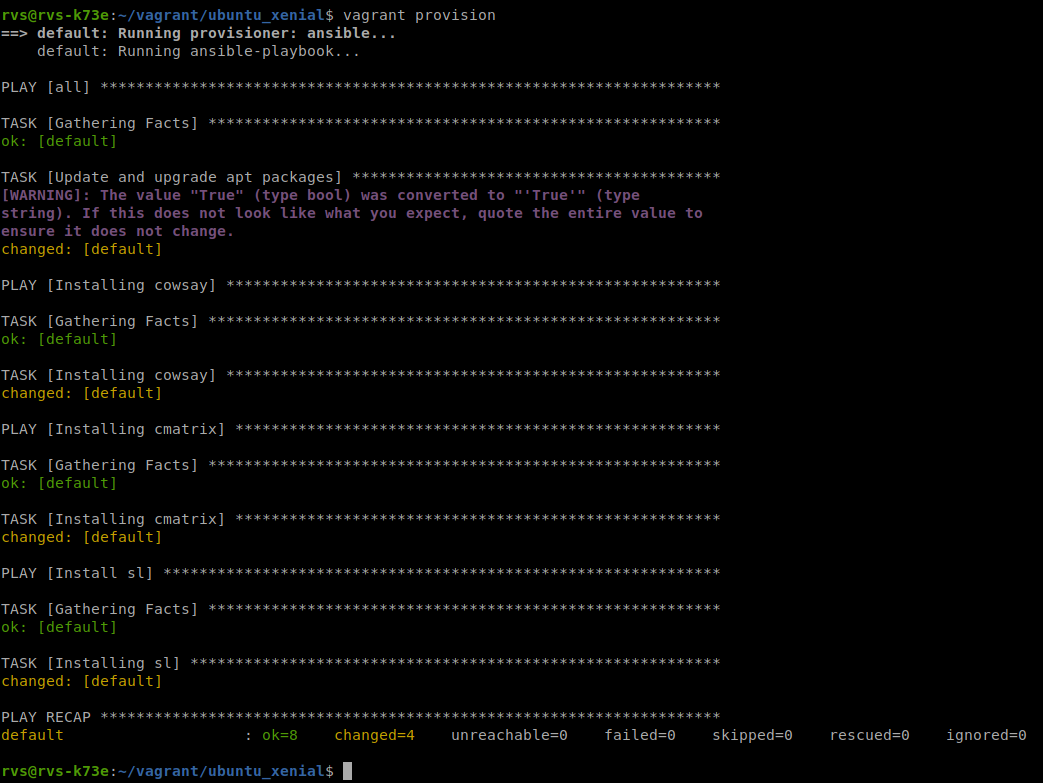 rvs@rvs-k73e:~/vagrant/ubuntu_xenial$ vagrant provision
==> default: Running provisioner: ansible...
    default: Running ansible-playbook...

PLAY [all] *********************************************************************

TASK [Gathering Facts] *********************************************************
ok: [default]

TASK [Update and upgrade apt packages] *****************************************
[WARNING]: The value "True" (type bool) was converted to "'True'" (type
string). If this does not look like what you expect, quote the entire value to
ensure it does not change.
changed: [default]

PLAY [Installing cowsay] *******************************************************

TASK [Gathering Facts] *********************************************************
ok: [default]

TASK [Installing cowsay] *******************************************************
changed: [default]

PLAY [Installing cmatrix] ******************************************************

TASK [Gathering Facts] *********************************************************
ok: [default]

TASK [Installing cmatrix] ******************************************************
changed: [default]

PLAY [Install sl] **************************************************************

TASK [Gathering Facts] *********************************************************
ok: [default]

TASK [Installing sl] ***********************************************************
changed: [default]

PLAY RECAP *********************************************************************
default                    : ok=8    changed=4    unreachable=0    failed=0    skipped=0    rescued=0    ignored=0

rvs@rvs-k73e:~/vagrant/ubuntu_xenial$